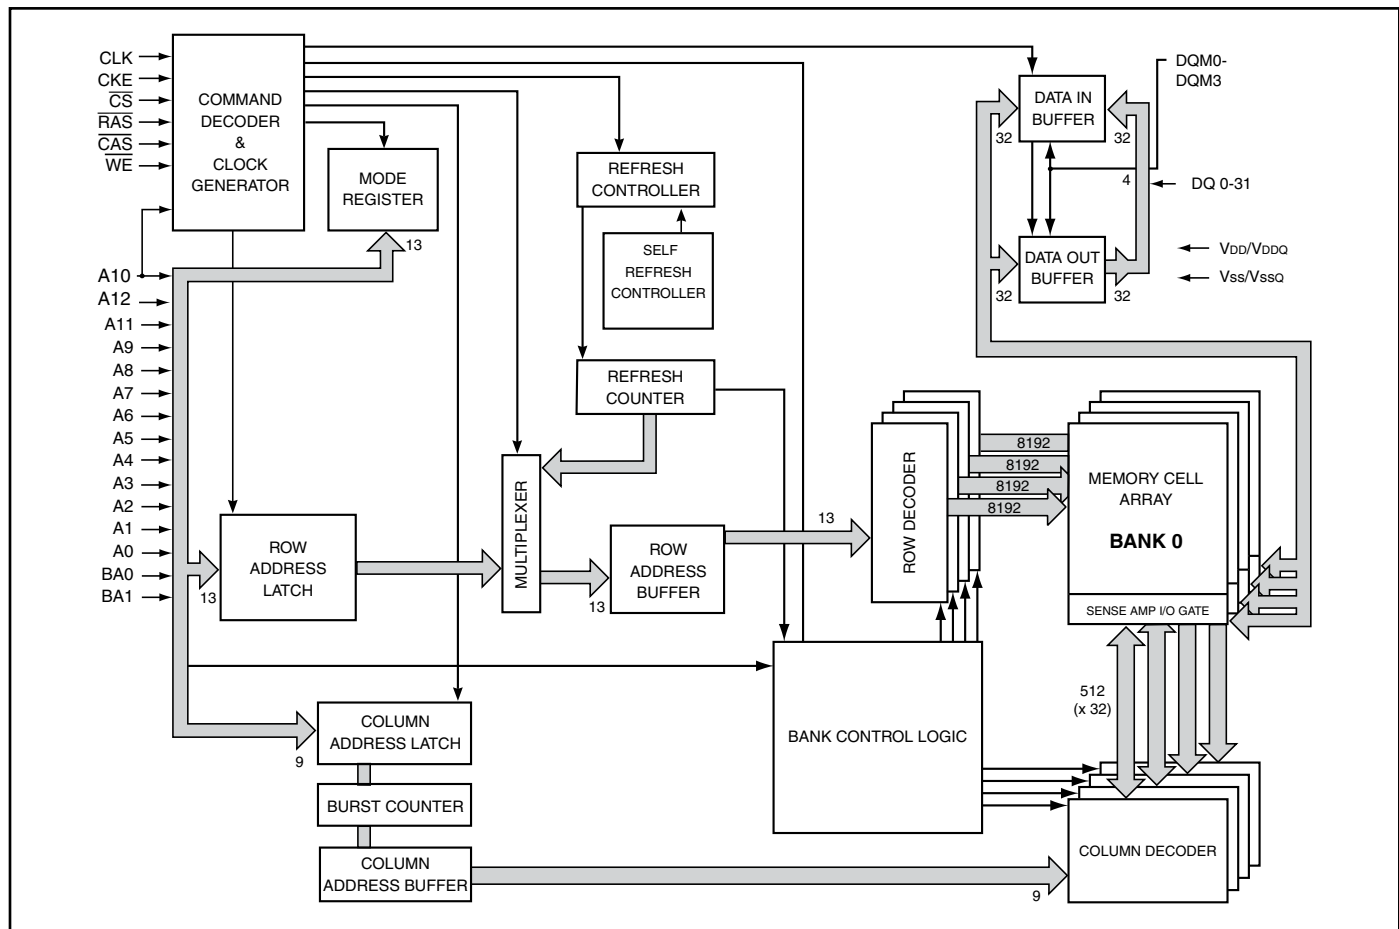 CLK
CKE
CS
RAS
CAS
WE
COMMAND
DECODER
&
CLOCK
GENERATOR
MODE
REGISTER
13
REFRESH
CONTROLLER
SELF
REFRESH
CONTROLLER
REFRESH
COUNTER
DQM0-
DQM3
DATA IN
BUFFER
32
32
4
DQ 0-31
DATA OUT
BUFFER
32
32
VDD/VDDQ
Vss/VssQ
A10
A12
A11
A9
A8
A7
A6
A5
A4
A3
A2
A1
A0
BA0
BA1
13
ROW
ADDRESS
LATCH
MULTIPLEXER
13
ROW
ADDRESS
BUFFER
13
ROW DECODER
8192
8192
8192
8192
MEMORY CELL
ARRAY
BANK 0
SENSE AMP I/O GATE
512
(x 32)
BANK CONTROL LOGIC
9
COLUMN
ADDRESS LATCH
BURST COUNTER
COLUMN
ADDRESS BUFFER
9
COLUMN DECODER